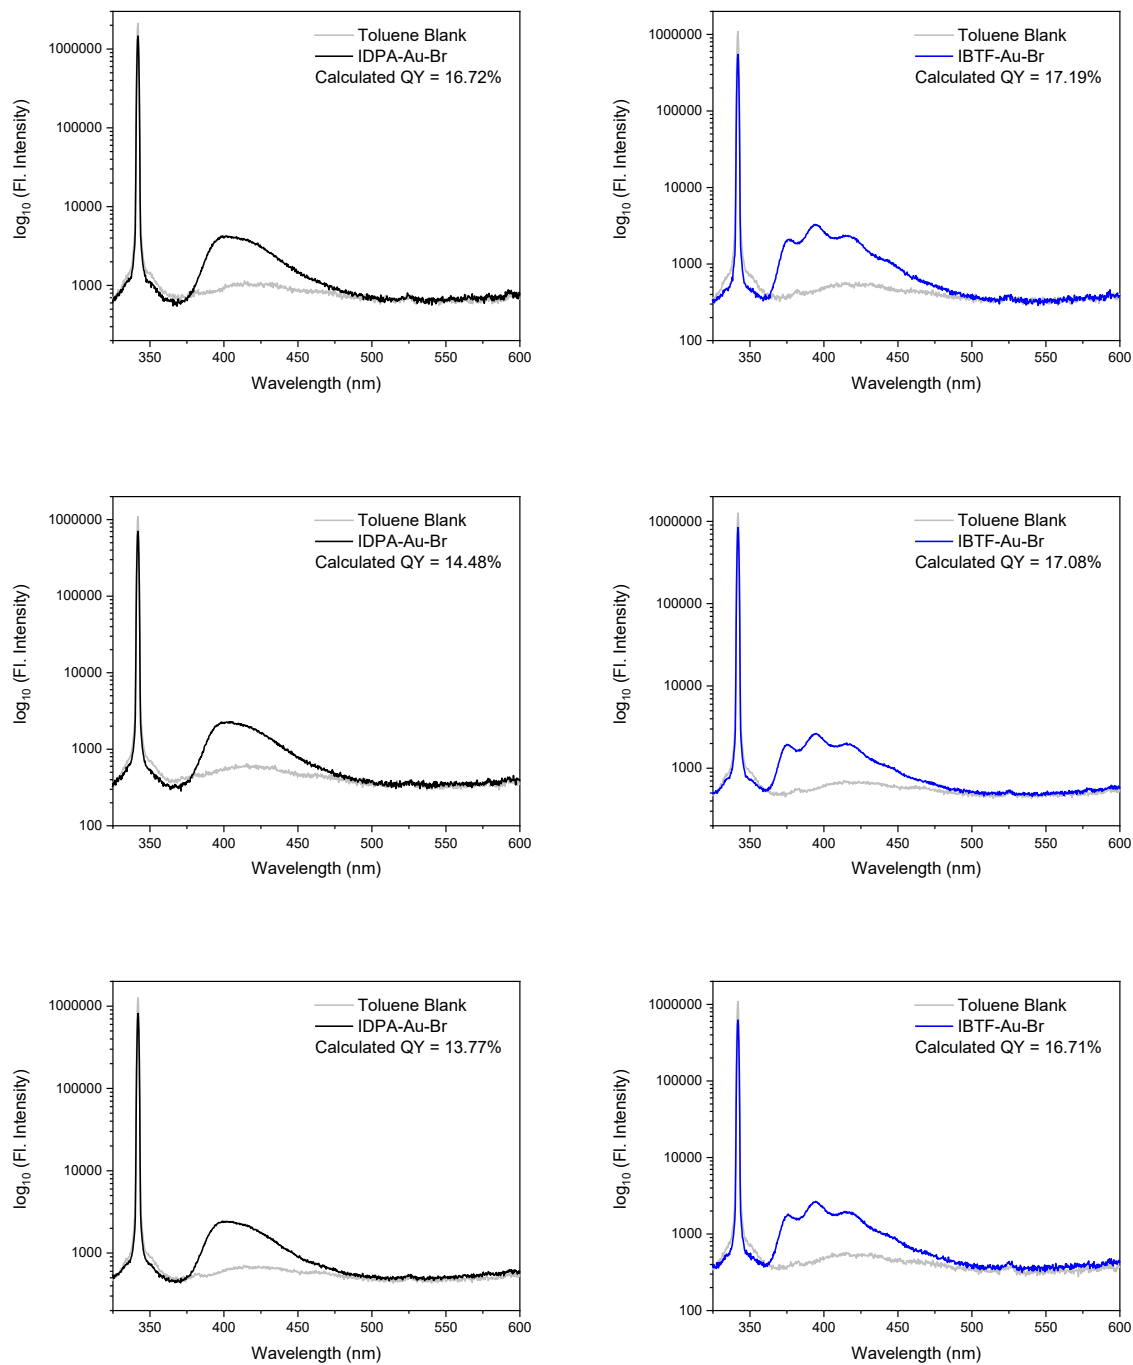 Toluene Blank
IDPA-Au-Br
Calculated QY = 16.72%
1000000
100000
10000
1000
log10 (Fl. Intensity)
350 400 450 500 550 600
Wavelength (nm)
Toluene Blank
IBTF-Au-Br
Calculated QY = 17.19%
1000000
100000
10000
1000
100
log10 (Fl. Intensity)
350 400 450 500 550 600
Wavelength (nm)
Toluene Blank
IDPA-Au-Br
Calculated QY = 14.48%
1000000
100000
10000
1000
100
log10 (Fl. Intensity)
350 400 450 500 550 600
Wavelength (nm)
Toluene Blank
IBTF-Au-Br
Calculated QY = 17.08%
1000000
100000
10000
1000
log10 (Fl. Intensity)
350 400 450 500 550 600
Wavelength (nm)
Toluene Blank
IDPA-Au-Br
Calculated QY = 13.77%
1000000
100000
10000
1000
log10 (Fl. Intensity)
350 400 450 500 550 600
Wavelength (nm)
Toluene Blank
IBTF-Au-Br
Calculated QY = 16.71%
1000000
100000
10000
1000
100
log10 (Fl. Intensity)
350 400 450 500 550 600
Wavelength (nm)